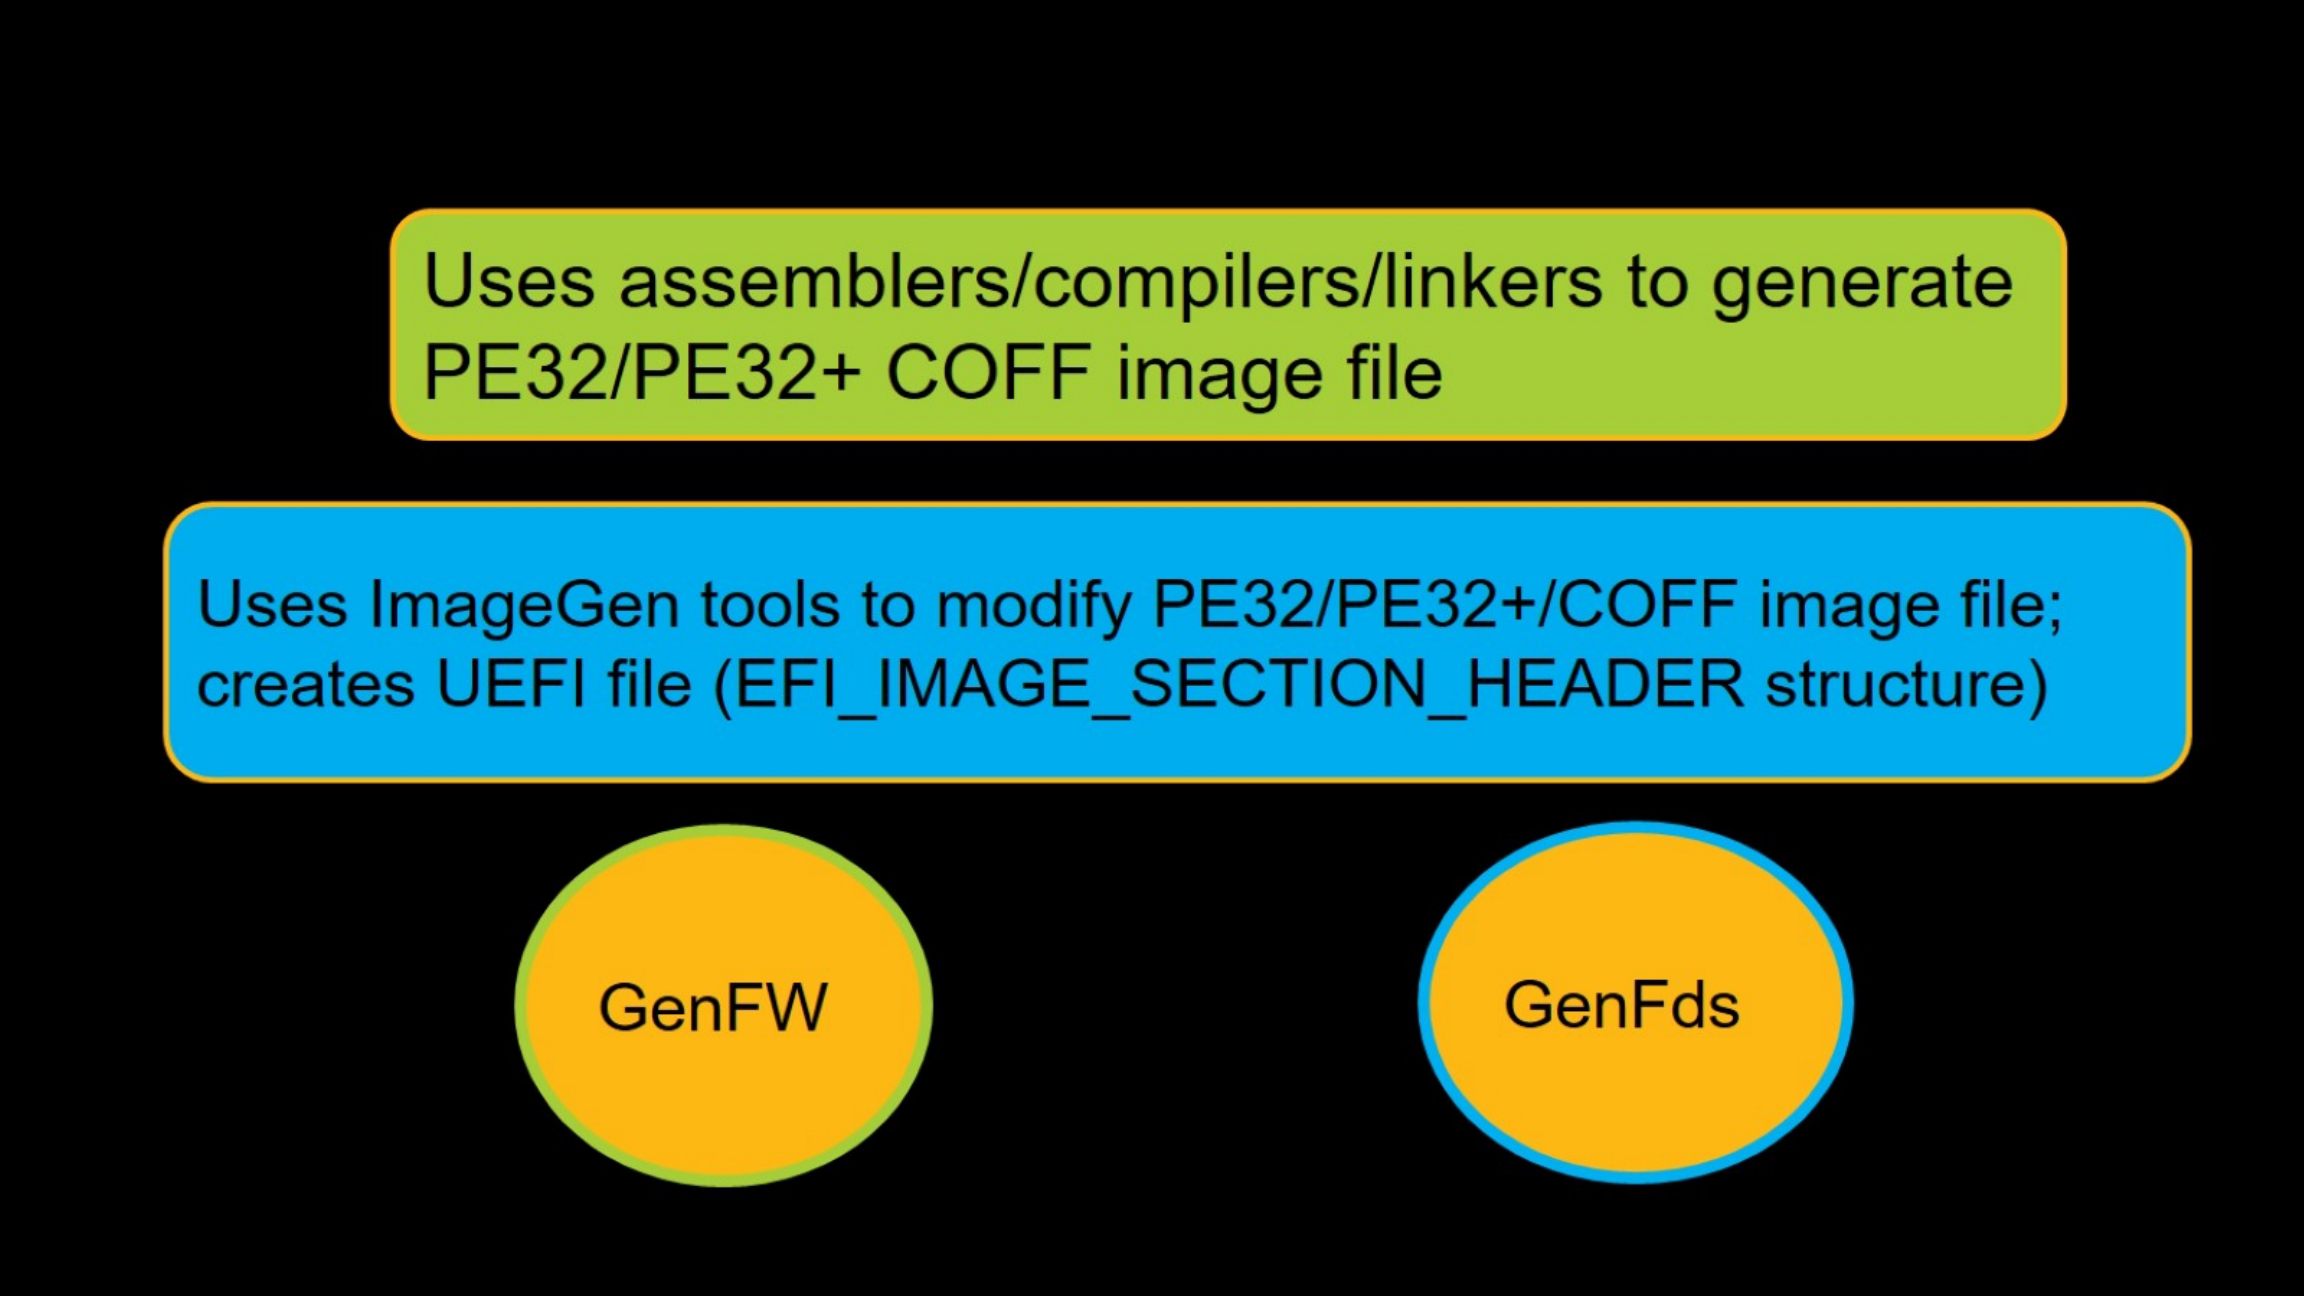 Uses assemblers/compilers/linkers to generate
PE32/PE32+ COFF image file
Uses ImageGen tools to modify PE32/PE32+/COFF image file;
creates UEFI file (EFI_IMAGE_SECTION_HEADER structure)
GenFW
GenFds